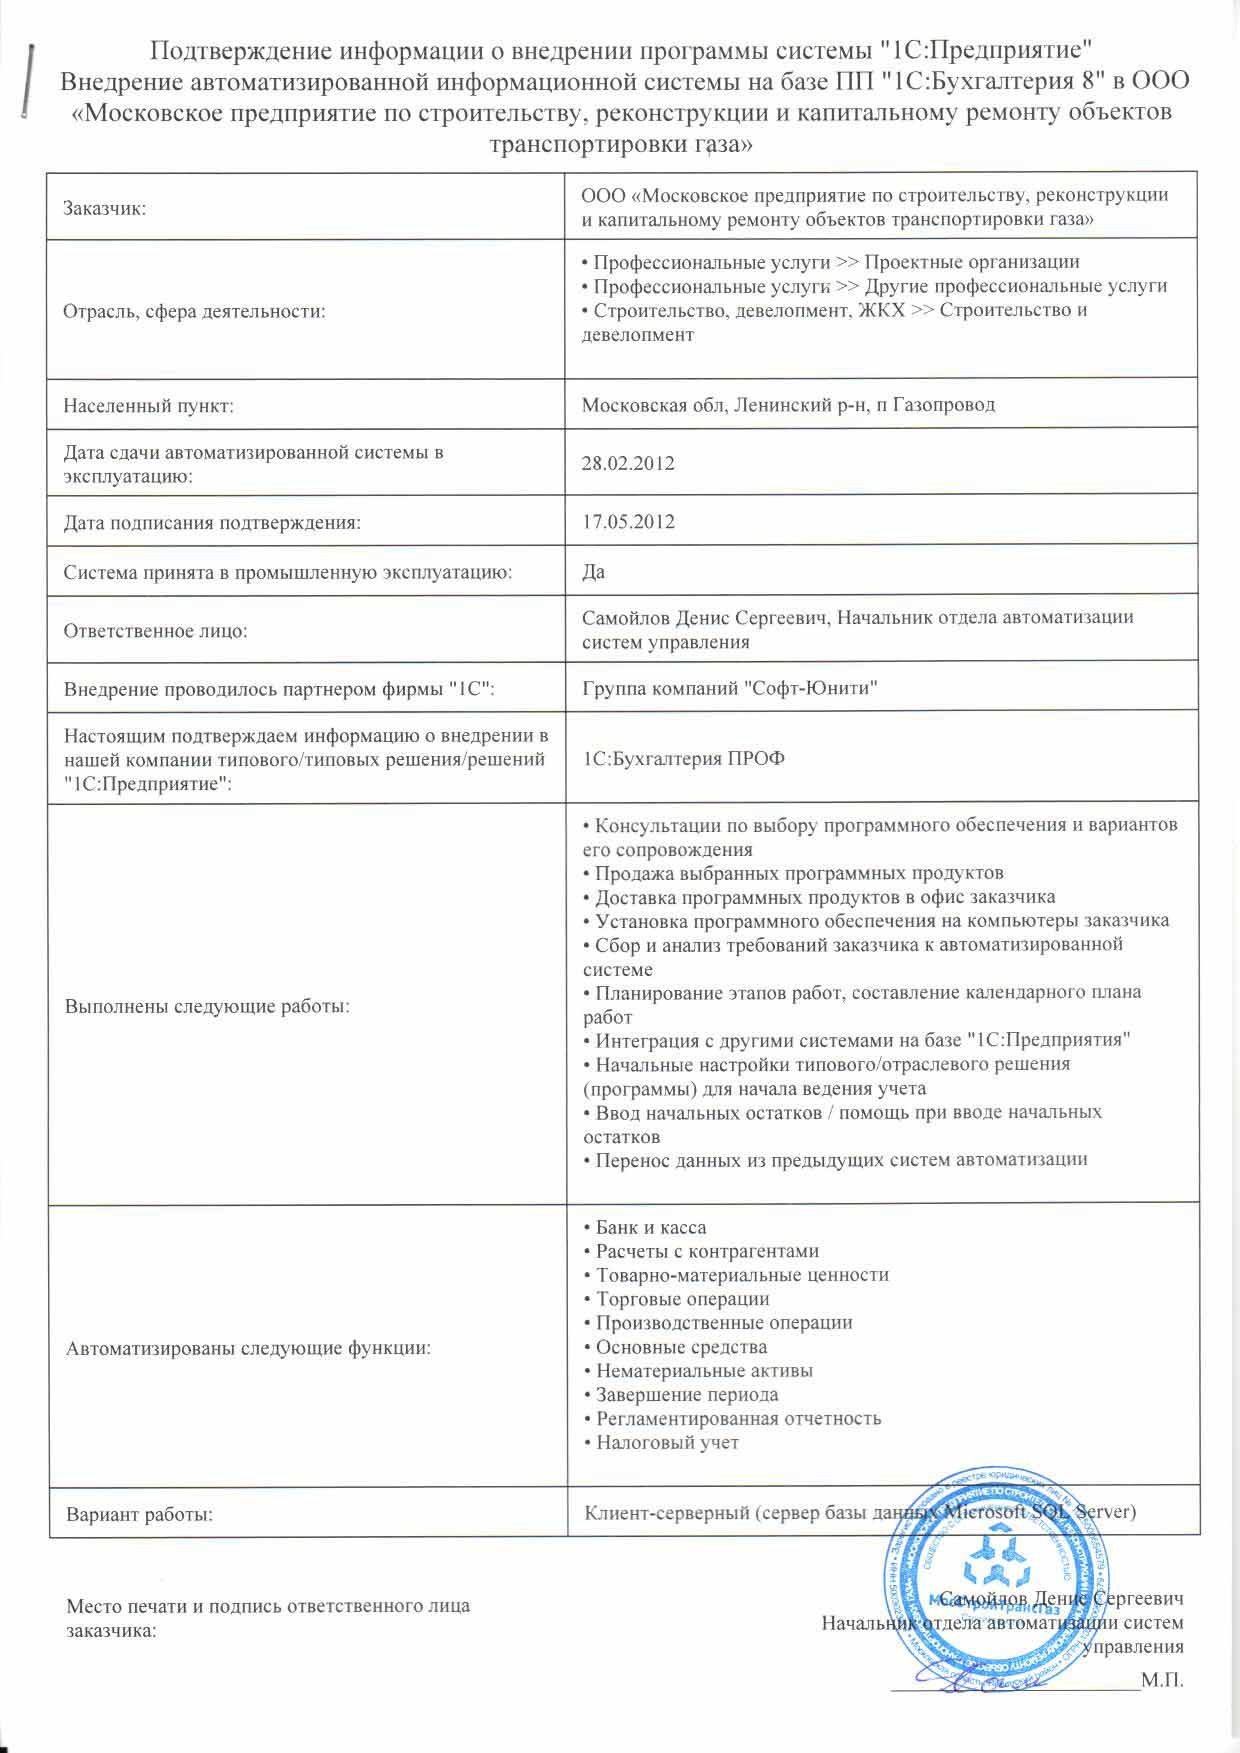 Подтверждение информации о внедрении программы системы "1С:Предприятие"
Внедрение автоматизированной информационной системы на базе ПП "1С:Бухгалтерия 8" в ООО
«Московское предприятие по строительству, реконструкции и капитальному ремонту объектов
транспортировки газа»
Заказчик:
ООО «Московское предприятие по строительству, реконструкции
и капитальному ремонту объектов транспортировки газа»
Отрасль, сфера деятельности:
• Профессиональные услуги >> Проектные организации
• Профессиональные услуги >> Другие профессиональные услуги
• Строительство, девелопмент, ЖКХ >> Строительство и
девелопмент
Населенный пункт:
Московская обл, Ленинский р-н, п Газопровод
Дата сдачи автоматизированной системы в
эксплуатацию:
28.02.2012
Дата подписания подтверждения:
17.05.2012
Система принята в промышленную эксплуатацию:
Да
Ответственное лицо:
Самойлов Денис Сергеевич, Начальник отдела автоматизации
систем управления
Внедрение проводилось партнером фирмы "1С":
Группа компаний "Софт-Юнити"
Настоящим подтверждаем информацию о внедрении в
нашей компании типового/типовых решения/решений
"1С:Предприятие":
1С:Бухгалтерия ПРОФ
Выполнены следующие работы:
• Консультации по выбору программного обеспечения и вариантов
его сопровождения
• Продажа выбранных программных продуктов
• Доставка программных продуктов в офис заказчика
• Установка программного обеспечения на компьютеры заказчика
• Сбор и анализ требований заказчика к автоматизированной
системе
• Планирование этапов работ, составление календарного плана
работ
• Интеграция с другими системами на базе "1С:Предприятия"
• Начальные настройки типового/отраслевого решения
(программы) для начала ведения учета
• Ввод начальных остатков / помощь при вводе начальных
остатков
• Перенос данных из предыдущих систем автоматизации
Автоматизированы следующие функции:
• Банк и касса
• Расчеты с контрагентами
• Товарно-материальные ценности
• Торговые операции
• Производственные операции
• Основные средства
• Нематериальные активы
• Завершение периода
• Регламентированная отчетность
• Налоговый учет
Вариант работы:
Клиент-серверный (сервер базы данных Microsoft SQL Server)
Место печати и подпись ответственного лица
заказчика:
Самойлов Денис Сергеевич
Начальник отдела автоматизации систем
управления
М.П.
МосСтройТрансГаз